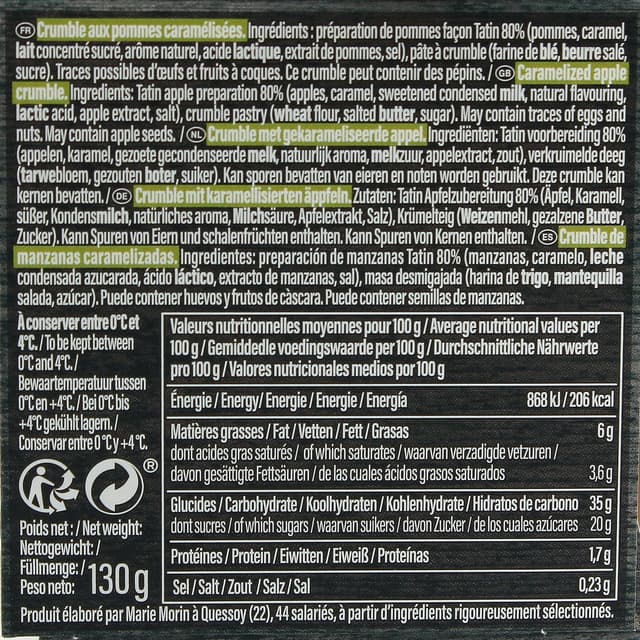 FR Crumble aux pommes caramélisées. Ingrédients : préparation de pommes façon Tatin 80% (pommes, caramel,
lait concentré sucré, arôme naturel, acide lactique, extrait de pommes, sel), pâte à crumble (farine de blé, beurre salé,
sucre). Traces possibles d'œufs et fruits à coques. Ce crumble peut contenir des pépins. / GB Caramelized apple
crumble. Ingredients: Tatin apple preparation 80% (apples, caramel, sweetened condensed milk, natural flavouring,
lactic acid, apple extract, salt), crumble pastry (wheat flour, salted butter, sugar). May contain traces of eggs and
nuts. May contain apple seeds. / NL Crumble met gekarameliseerde appel. Ingrediënten: Tatin voorbereiding 80%
(appelen, karamel, gezoete gecondenseerde melk, natuurlijk aroma, melkzuur, appelextract, zout), verkruimelde deeg
(tarwebloem, gezouten boter, suiker). Kan sporen bevatten van eieren en noten worden gebruikt. Deze crumble kan
kernen bevatten. / DE Crumble mit karamellisierten äppfeln. Zutaten: Tatin Apfelzubereitung 80% (Äpfel, Karamell,
süßer, Kondensmilch, natürliches aroma, Milchsäure, Apfelextrakt, Salz), Krümelteig (Weizenmehl, gezalzene Butter,
Zucker). Kann Spuren von Eiern und schalenfrüchten enthalten. Kann Spuren von Kernen enthalten. / ES Crumble de
manzanas caramelizadas. Ingredientes: preparación de manzanas Tatin 80% (manzanas, caramelo, leche
condensada azucarada, ácido láctico, extracto de manzanas, sal), masa desmigajada (harina de trigo, mantequilla
salada, azúcar). Puede contener huevos y frutos de càscara. Puede contener semillas de manzanas.
À conserver entre 0°C et
4°C. / To be kept between
0°C and 4°C. /
Bewaartemperatuur tussen
0°C en +4°C. / Bei 0°C bis
+4°C gekühlt lagern. /
Conservar entre 0 °C y +4 °C.
®
Poids net : / Net weight:
Nettogewicht: /
Füllmenge: /
Peso neto: 130 g
Valeurs nutritionnelles moyennes pour 100 g / Average nutritional values per
100 g / Gemiddelde voedingswaarde per 100 g / Durchschnittliche Nährwerte
pro 100 g / Valores nutricionales medios por 100 g
Énergie / Energy / Energie / Energie / Energía 868 kJ / 206 kcal
Matières grasses / Fat / Vetten / Fett / Grasas 6 g
dont acides gras saturés / of which saturates / waarvan verzadigde vetzuren /
davon gesättigte Fettsäuren / de las cuales ácidos grasos saturados 3,6 g
Glucides / Carbohydrate / Koolhydraten / Kohlenhydrate / Hidratos de carbono 35 g
dont sucres / of which sugars / waarvan suikers / davon Zucker / de los cuales azúcares 20 g
Protéines / Protein / Eiwitten / Eiweiß / Proteínas 1,7 g
Sel / Salt / Zout / Salz / Sal 0,23 g
Produit élaboré par Marie Morin à Quessoy (22), 44 salariés, à partir d'ingrédients rigoureusement sélectionnés.